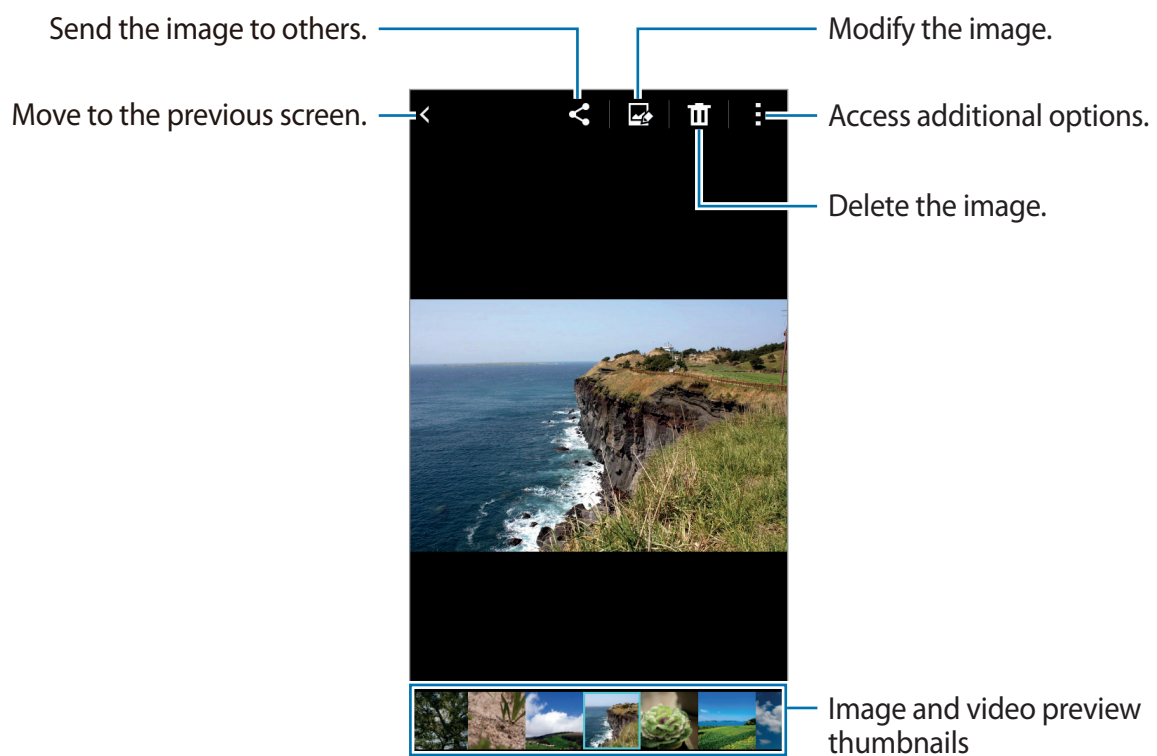 Send the image to others.
Modify the image.
Move to the previous screen.
Access additional options.
Delete the image.
Image and video preview
thumbnails